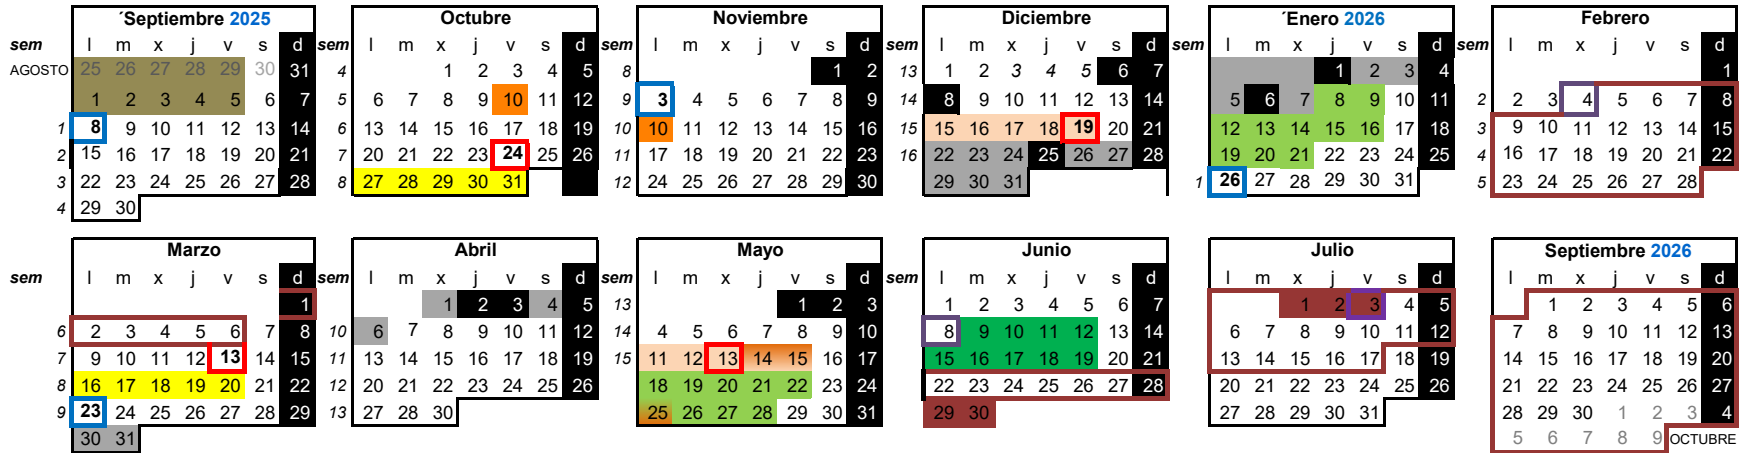 ´Septiembre 2025 Octubre Noviembre Diciembre ´Enero 2026 Febrero
sem l m x j v s d sem l m x j v s d sem l m x j v s d sem l m x j v s d sem l m x j v s d sem l m x j v s d
AGOSTO 25 26 27 28 29 30 31 4 1 2 3 4 5 8 1 2 13 1 2 3 4 5 6 7 1 2 3 4 1
1 2 3 4 5 6 7 5 6 7 8 9 10 11 12 9 3 4 5 6 7 8 9 14 8 9 10 11 12 13 14 5 6 7 8 9 10 11 2 2 3 4 5 6 7 8
1 8 9 10 11 12 13 14 6 13 14 15 16 17 18 19 10 10 11 12 13 14 15 16 15 15 16 17 18 19 20 21 12 13 14 15 16 17 18 3 9 10 11 12 13 14 15
2 15 16 17 18 19 20 21 7 20 21 22 23 24 25 26 11 17 18 19 20 21 22 23 16 22 23 24 25 26 27 28 19 20 21 22 23 24 25 4 16 17 18 19 20 21 22
3 22 23 24 25 26 27 28 8 27 28 29 30 31 12 24 25 26 27 28 29 30 29 30 31 1 26 27 28 29 30 31 5 23 24 25 26 27 28
4 29 30
Marzo Abril Mayo Junio Julio Septiembre 2026
sem l m x j v s d sem l m x j v s d sem l m x j v s d sem l m x j v s d l m x j v s d l m x j v s d
1 1 2 3 4 5 13 1 2 3 13 1 2 3 4 5 6 7 1 2 3 4 5 1 2 3 4 5 6
6 2 3 4 5 6 7 8 10 6 7 8 9 10 11 12 14 4 5 6 7 8 9 10 8 9 10 11 12 13 14 6 7 8 9 10 11 12 7 8 9 10 11 12 13
7 9 10 11 12 13 14 15 11 13 14 15 16 17 18 19 15 11 12 13 14 15 16 17 15 16 17 18 19 20 21 13 14 15 16 17 18 19 14 15 16 17 18 19 20
8 16 17 18 19 20 21 22 12 20 21 22 23 24 25 26 18 19 20 21 22 23 24 22 23 24 25 26 27 28 20 21 22 23 24 25 26 21 22 23 24 25 26 27
9 23 24 25 26 27 28 29 13 27 28 29 30 25 26 27 28 29 30 31 29 30 27 28 29 30 31 28 29 30 1 2 3 4
30 31 5 6 7 8 9 OCTUBRE